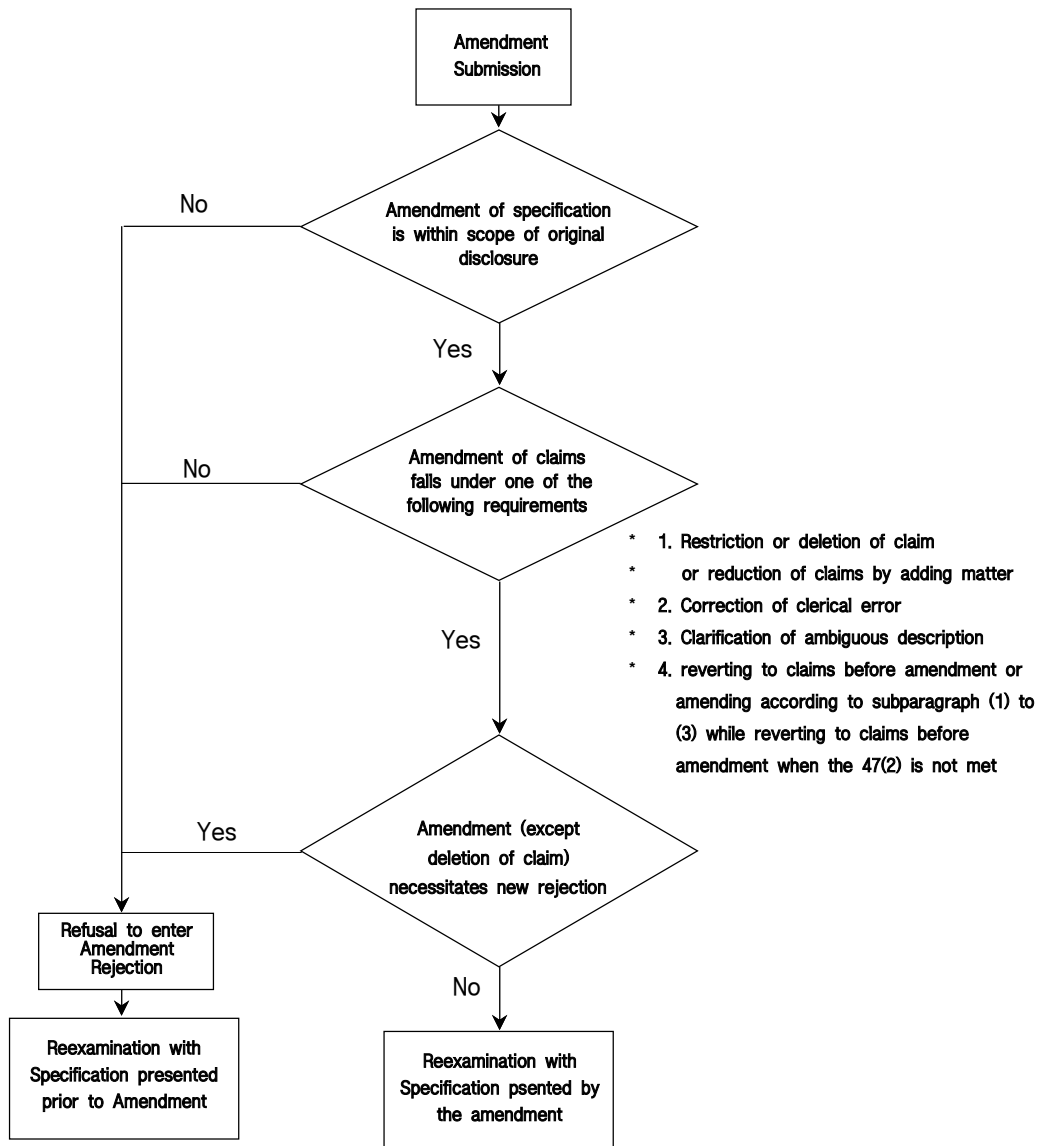 Amendment
Submission
No
Amendment of specification
is within scope of original
disclosure
Yes
No
Amendment of claims
falls under one of the
following requirements
* 1. Restriction or deletion of claim
* or reduction of claims by adding matter
* 2. Correction of clerical error
* 3. Clarification of ambiguous description
* 4. reverting to claims before amendment or
amending according to subparagraph (1) to
(3) while reverting to claims before
amendment when the 47(2) is not met
Yes
Yes
Amendment (except
deletion of claim)
necessitates new rejection
Refusal to enter
Amendment
Rejection
No
Reexamination with
Specification presented
prior to Amendment
Reexamination with
Specification psented by
the amendment